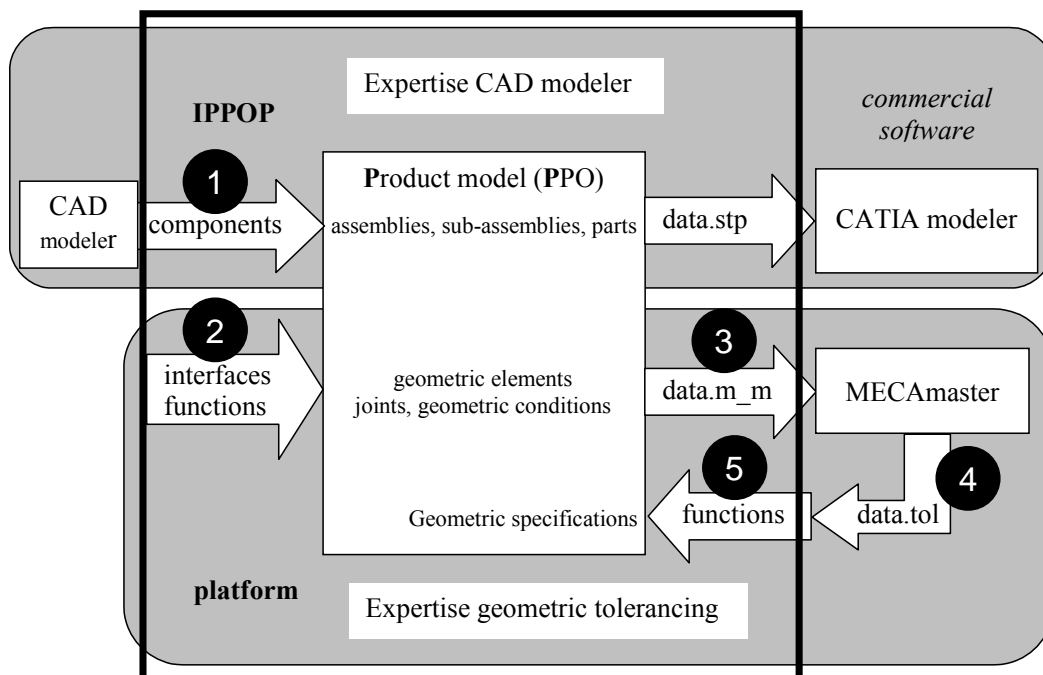 Expertise CAD modeler
IPPOP
commercial
software
1
Product model (PPO)
CAD
modeler
components
assemblies, sub-assemblies, parts
data.stp
CATIA modeler
2
3
interfaces
functions
geometric elements
joints, geometric conditions
data.m_m
MECAmaster
5
4
Geometric specifications
functions
data.tol
platform
Expertise geometric tolerancing